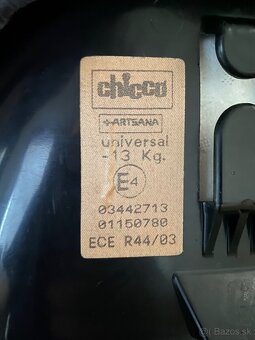 chicco
+ARTSANA
universal
-13 Kg.
E4
03442713
01150780
ECE R44/03
Bazos.sk